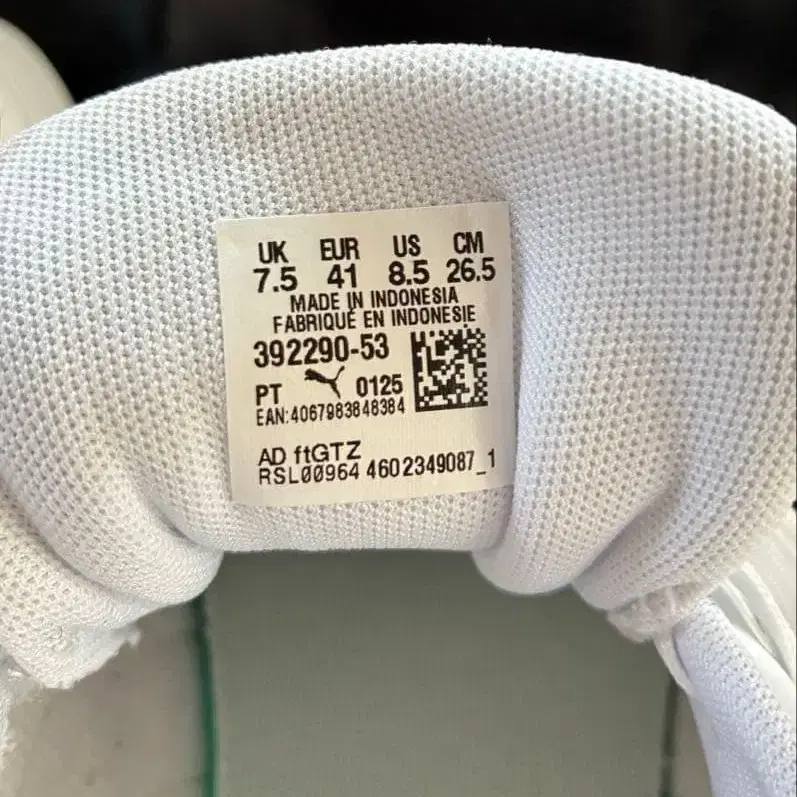 UK EUR US CM
7.5 41 8.5 26.5
MADE IN INDONESIA
FABRIQUÉ EN INDONESIE
392290-53
PT 0125
EAN:4067983848384
AD ftGTZ
RSL00964 4602349087_1